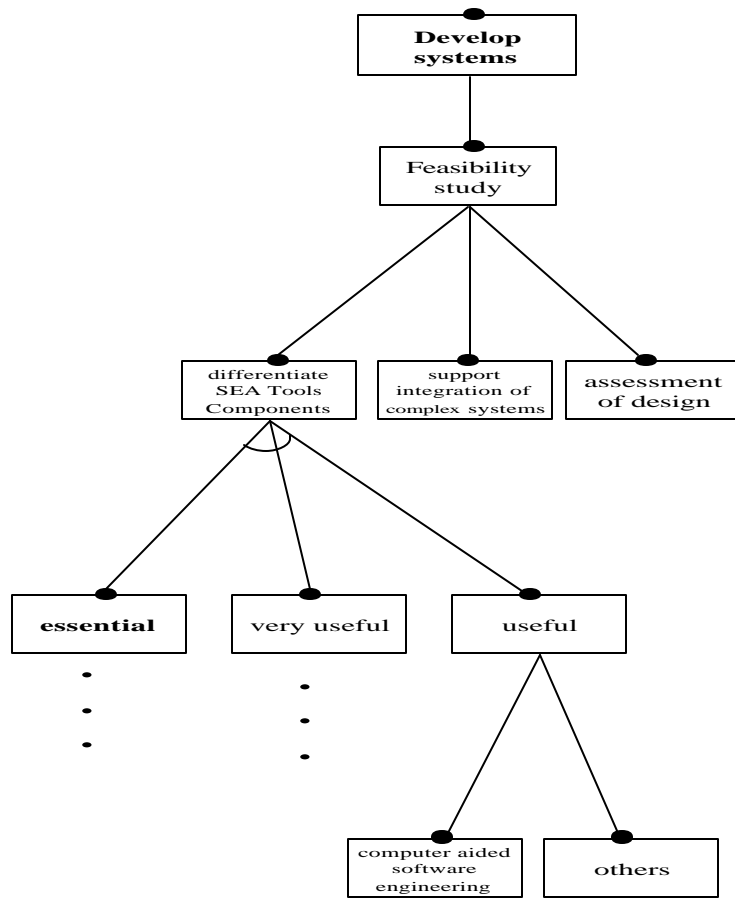 Develop
systems
Feasibility
study
differentiate
SEA Tools
Components
support
integration of
complex systems
assessment
of design
essential
very useful
useful
computer aided
software
engineering
others